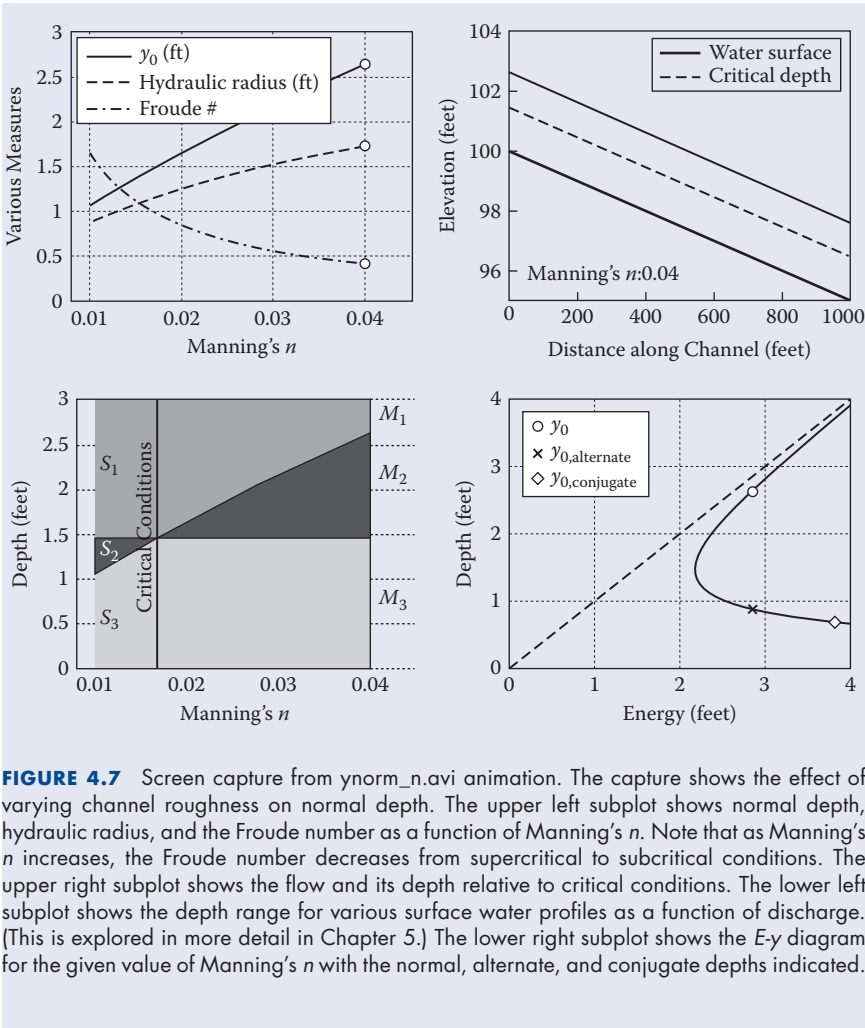 3
2.5
2
1.5
1
0.5
0
Various Measures
y0 (ft)
Hydraulic radius (ft)
Froude #
0.01
0.02
0.03
0.04
Manning's n
104
102
100
98
96
Elevation (feet)
Water surface
Critical depth
Manning's n:0.04
0
200
400
600
800
1000
Distance along Channel (feet)
3
2.5
2
1.5
1
0.5
0
Depth (feet)
S1
S2
S3
Critical Conditions
M1
M2
M3
0.01
0.02
0.03
0.04
Manning's n
4
3
2
1
0
Depth (feet)
y0
y0,alternate
y0,conjugate
0
1
2
3
4
Energy (feet)
FIGURE 4.7 Screen capture from ynorm_n.avi animation. The capture shows the effect of
varying channel roughness on normal depth. The upper left subplot shows normal depth,
hydraulic radius, and the Froude number as a function of Manning's n. Note that as Manning's
n increases, the Froude number decreases from supercritical to subcritical conditions. The
upper right subplot shows the flow and its depth relative to critical conditions. The lower left
subplot shows the depth range for various surface water profiles as a function of discharge.
(This is explored in more detail in Chapter 5.) The lower right subplot shows the E-y diagram
for the given value of Manning's n with the normal, alternate, and conjugate depths indicated.